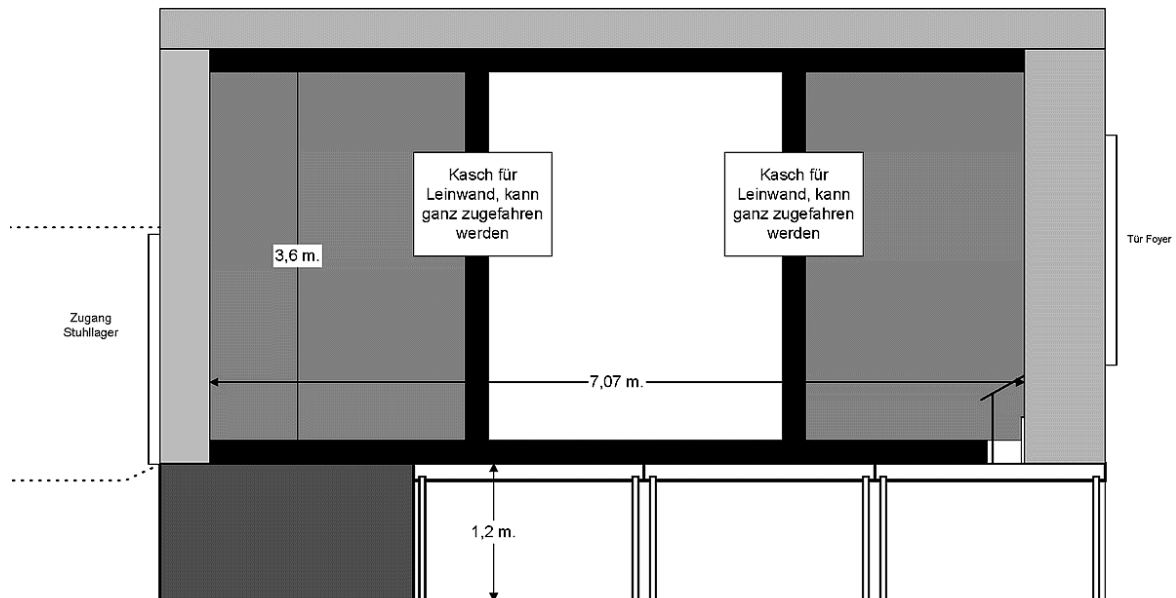 Kasch für
Leinwand, kann
ganz zugefahren
werden
Kasch für
Leinwand, kann
ganz zugefahren
werden
3,6 m.
Tür Foyer
Zugang
Stuhllager
7,07 m.
1,2 m.